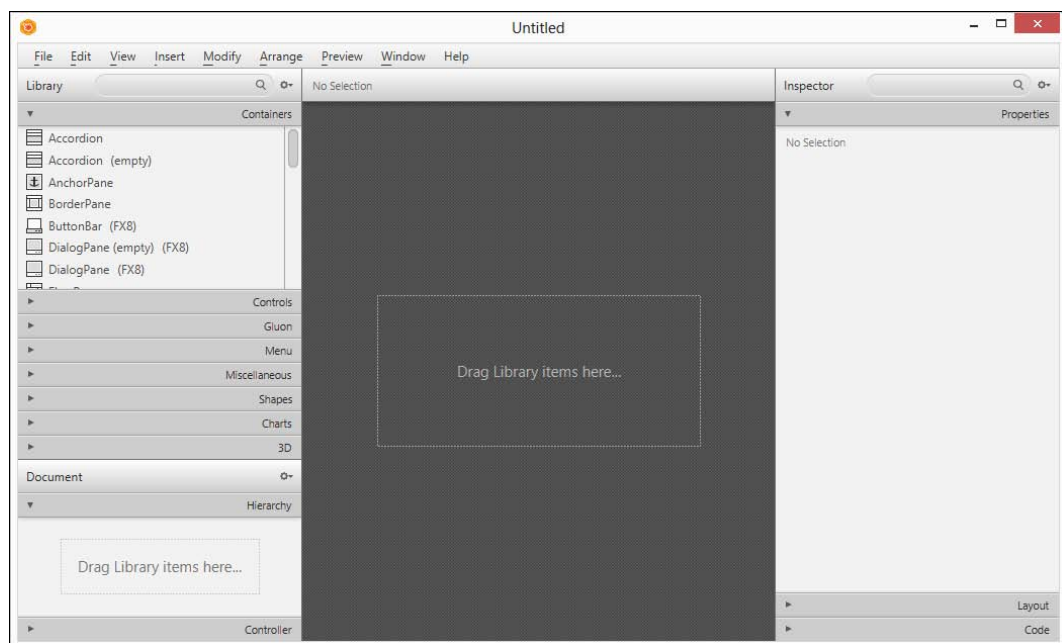 Untitled
File Edit View Insert Modify Arrange Preview Window Help
Library
No Selection
Inspector
Containers
Properties
Accordion
Accordion (empty)
AnchorPane
BorderPane
ButtonBar (FX8)
DialogPane (empty) (FX8)
DialogPane (FX8)
Controls
Gluon
Menu
Miscellaneous
Shapes
Charts
3D
Document
Hierarchy
Drag Library items here...
Controller
Drag Library items here...
No Selection
Layout
Code